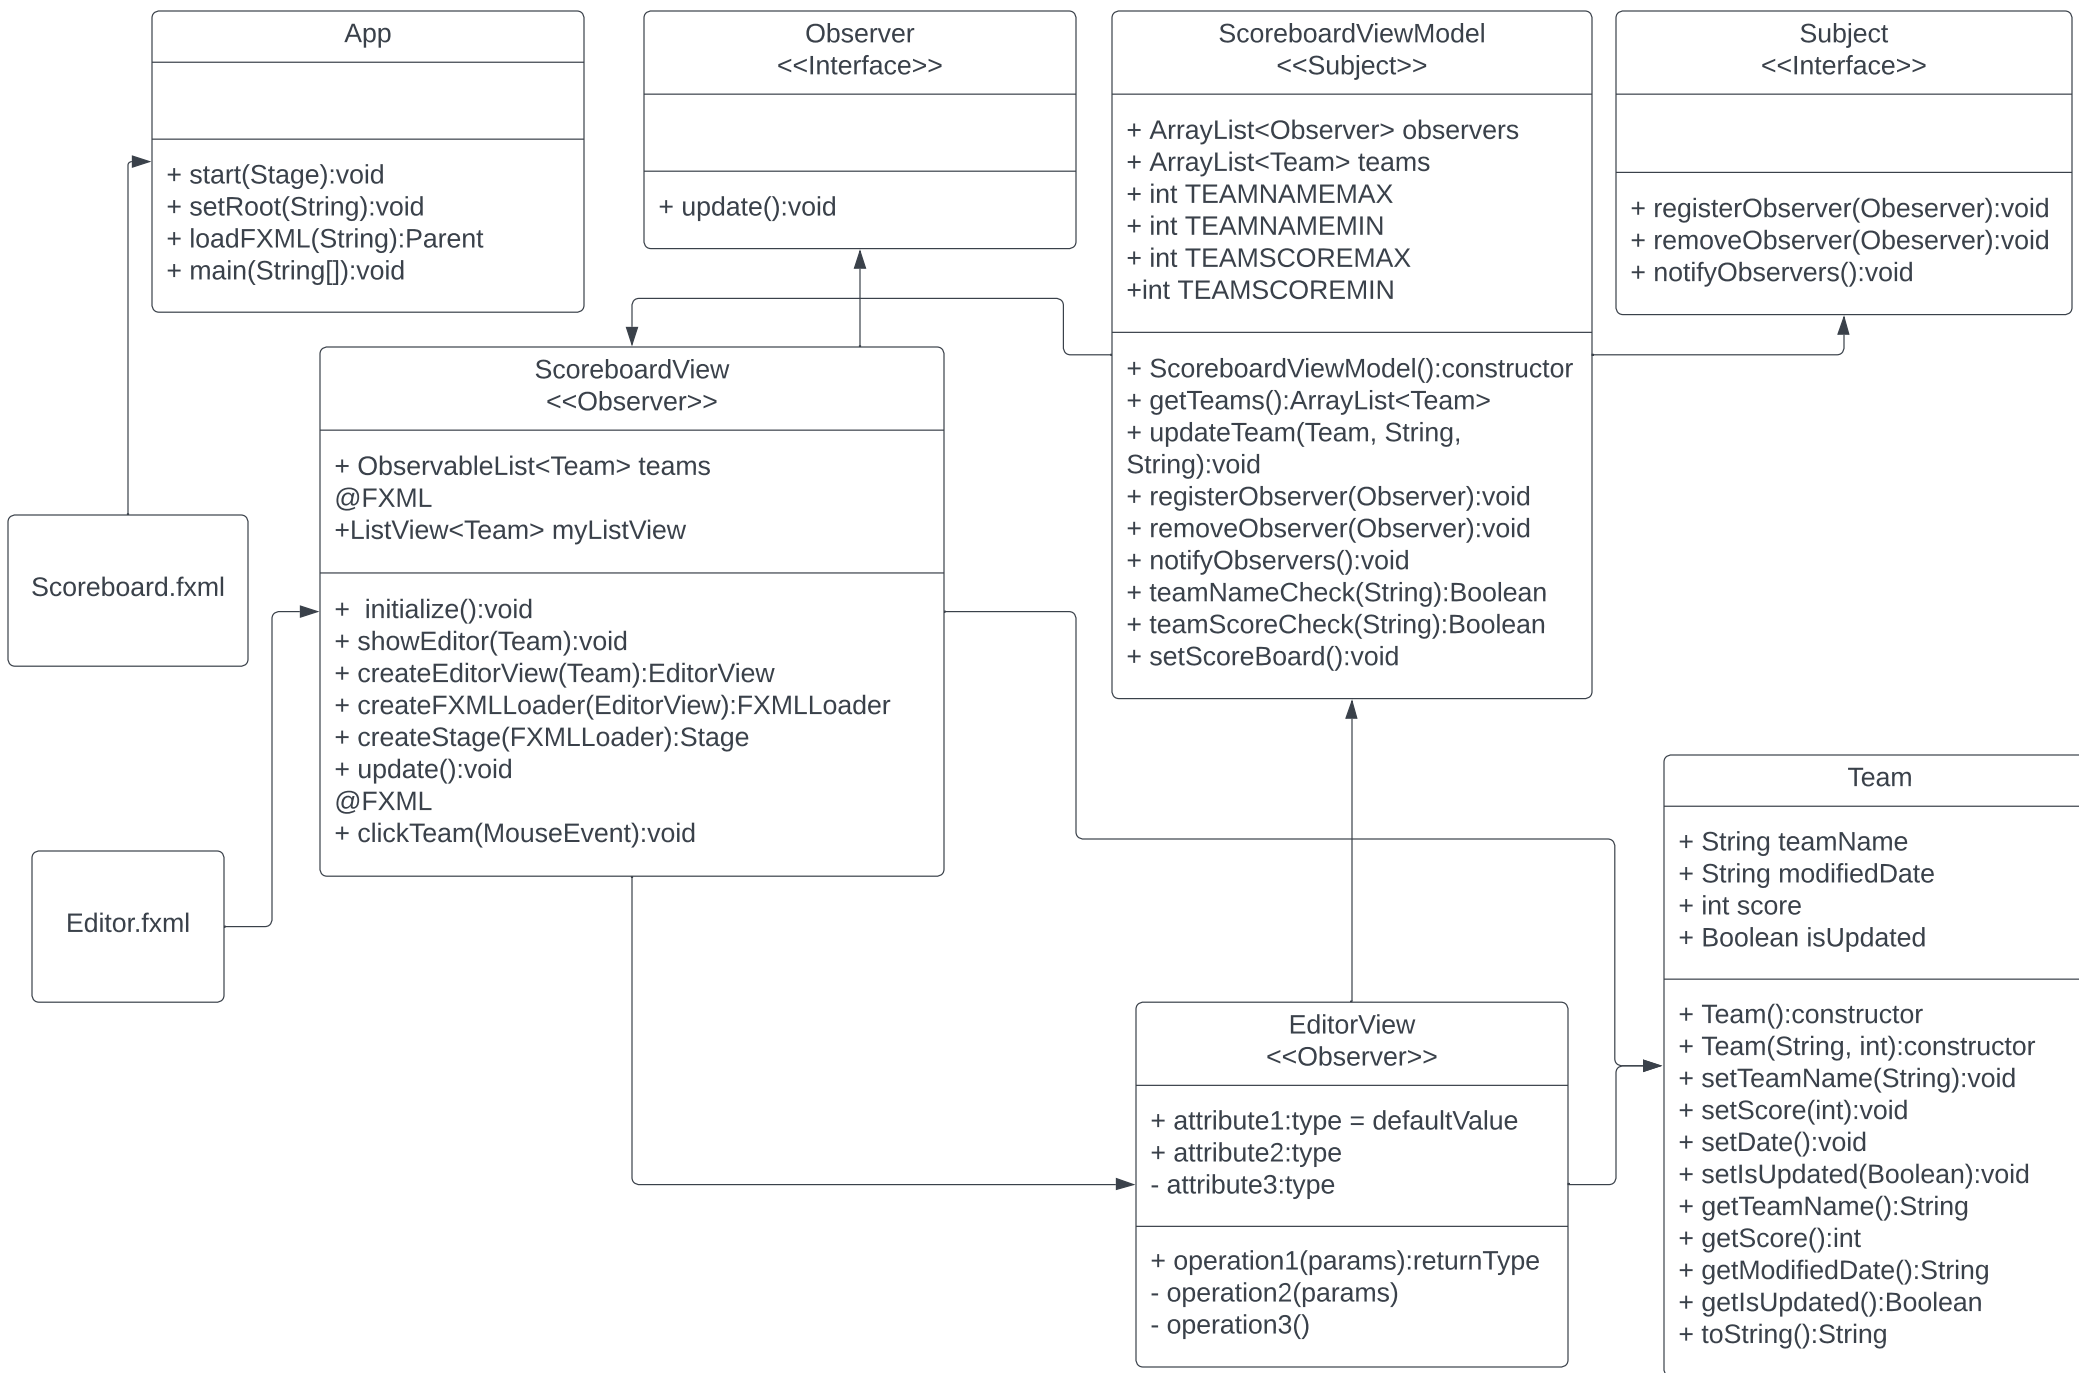 App
+ start(Stage):void
+ setRoot(String):void
+ loadFXML(String):Parent
+ main(String[]):void
Observer
<<Interface>>
+ update():void
ScoreboardViewModel
<<Subject>>
+ ArrayList<Observer> observers
+ ArrayList<Team> teams
+ int TEAMNAMEMAX
+ int TEAMNAMEMIN
+ int TEAMSCOREMAX
+int TEAMSCOREMIN
+ ScoreboardViewModel():constructor
+ getTeams():ArrayList<Team>
+ updateTeam(Team, String,
String):void
+ registerObserver(Observer):void
+ removeObserver(Observer):void
+ notifyObservers():void
+ teamNameCheck(String):Boolean
+ teamScoreCheck(String):Boolean
+ setScoreBoard():void
Subject
<<Interface>>
+ registerObserver(Obeserver):void
+ removeObserver(Obeserver):void
+ notifyObservers():void
ScoreboardView
<<Observer>>
+ ObservableList<Team> teams
@FXML
+ListView<Team> myListView
+  initialize():void
+ showEditor(Team):void
+ createEditorView(Team):EditorView
+ createFXMLLoader(EditorView):FXMLLoader
+ createStage(FXMLLoader):Stage
+ update():void
@FXML
+ clickTeam(MouseEvent):void
Scoreboard.fxml
Editor.fxml
EditorView
<<Observer>>
+ attribute1:type = defaultValue
+ attribute2:type
- attribute3:type
+ operation1(params):returnType
- operation2(params)
- operation3()
Team
+ String teamName
+ String modifiedDate
+ int score
+ Boolean isUpdated
+ Team():constructor
+ Team(String, int):constructor
+ setTeamName(String):void
+ setScore(int):void
+ setDate():void
+ setIsUpdated(Boolean):void
+ getTeamName():String
+ getScore():int
+ getModifiedDate():String
+ getIsUpdated():Boolean
+ toString():String